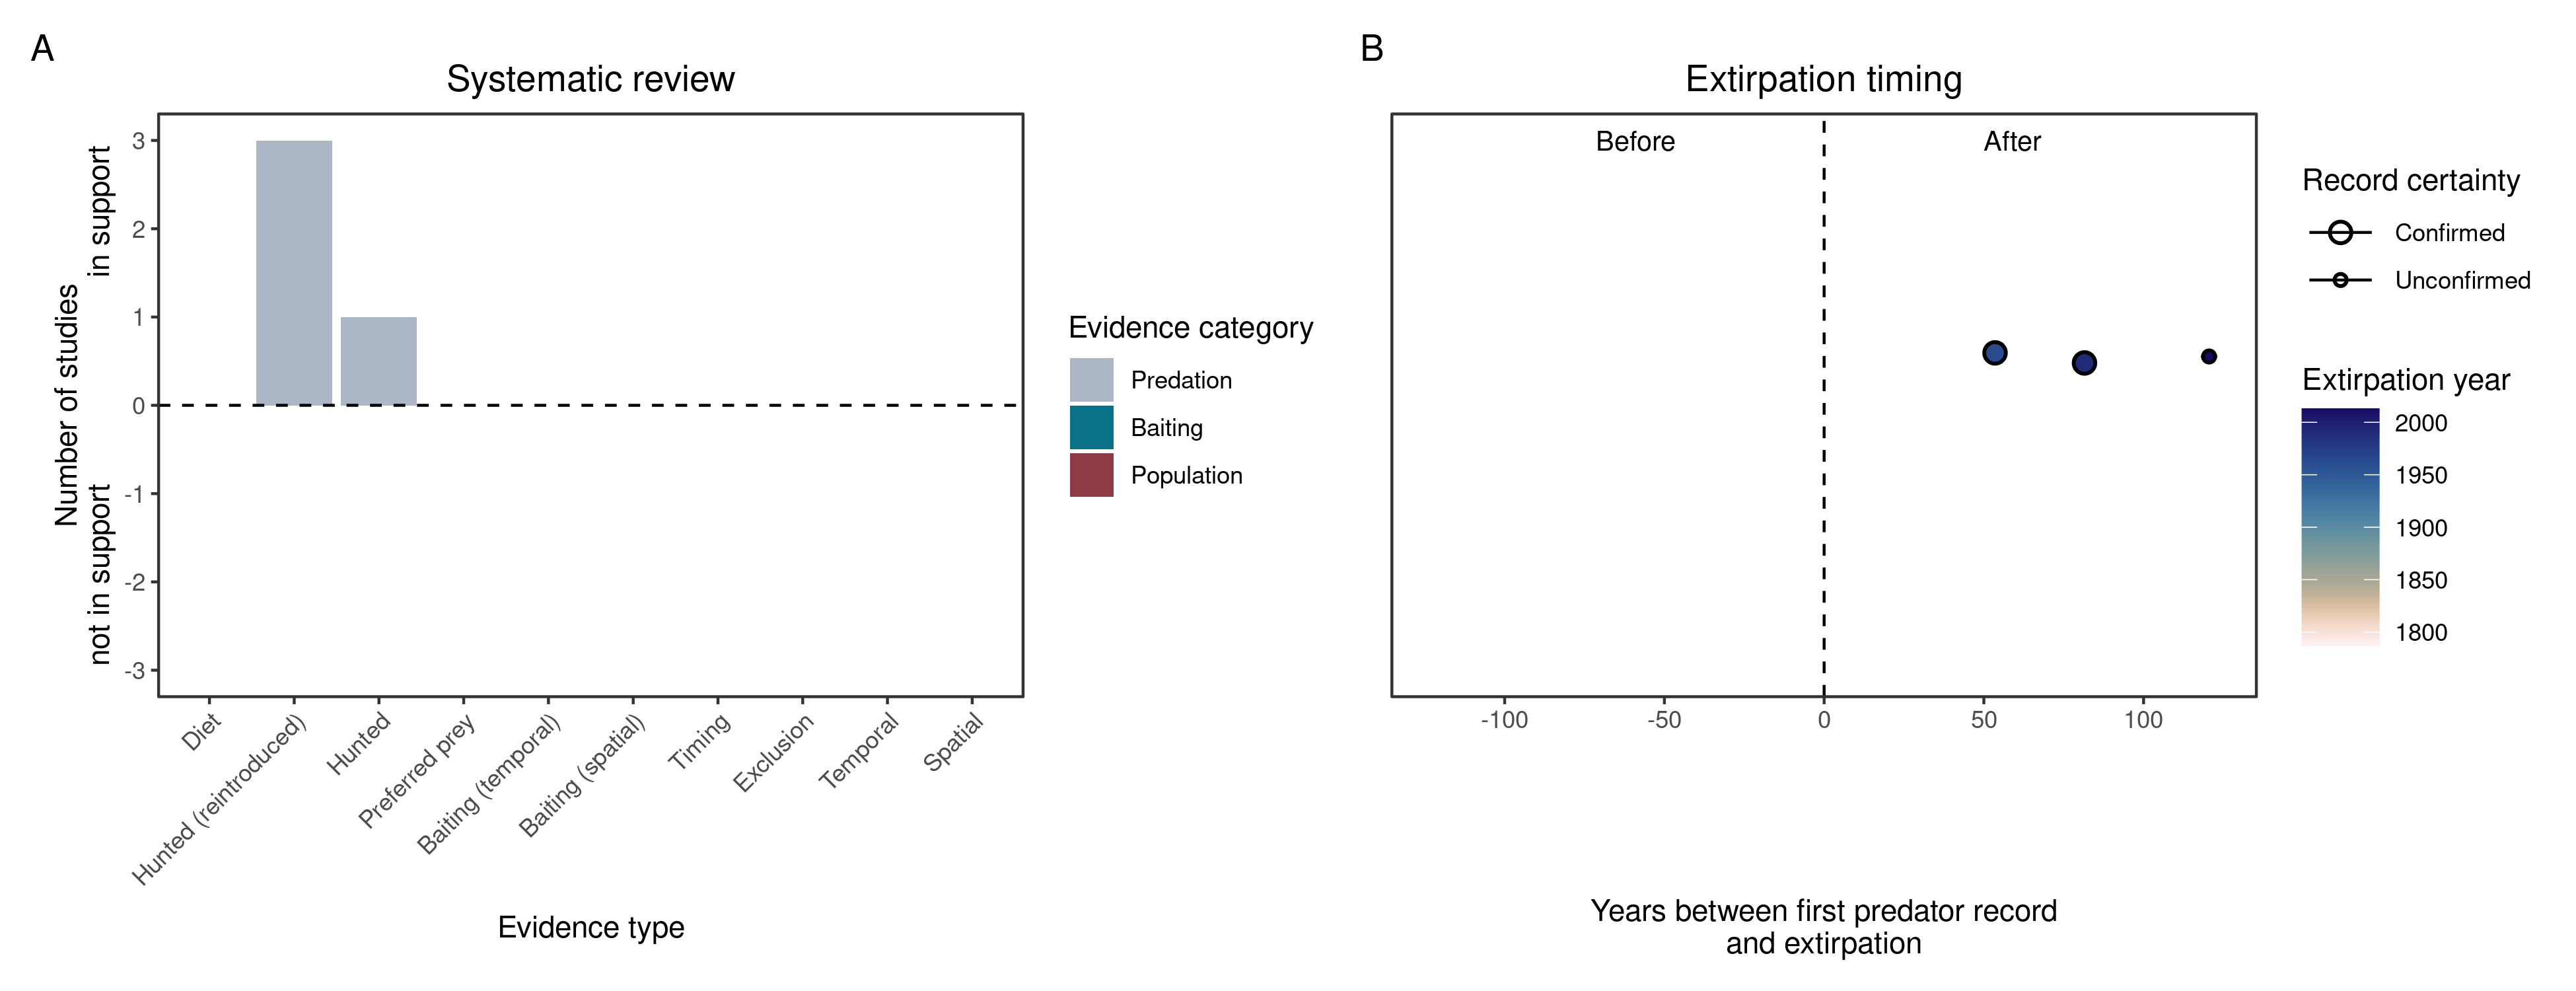 A
Systematic review
Number of studies
in support
not in support
3
2
1
0
-1
-2
-3
Diet
Hunted (reintroduced)
Hunted
Preferred prey
Baiting (temporal)
Baiting (spatial)
Timing
Exclusion
Temporal
Spatial
Evidence type
Evidence category
Predation
Baiting
Population
B
Extirpation timing
Before
After
-100
-50
0
50
100
Years between first predator record
and extirpation
Record certainty
Confirmed
Unconfirmed
Extirpation year
2000
1950
1900
1850
1800